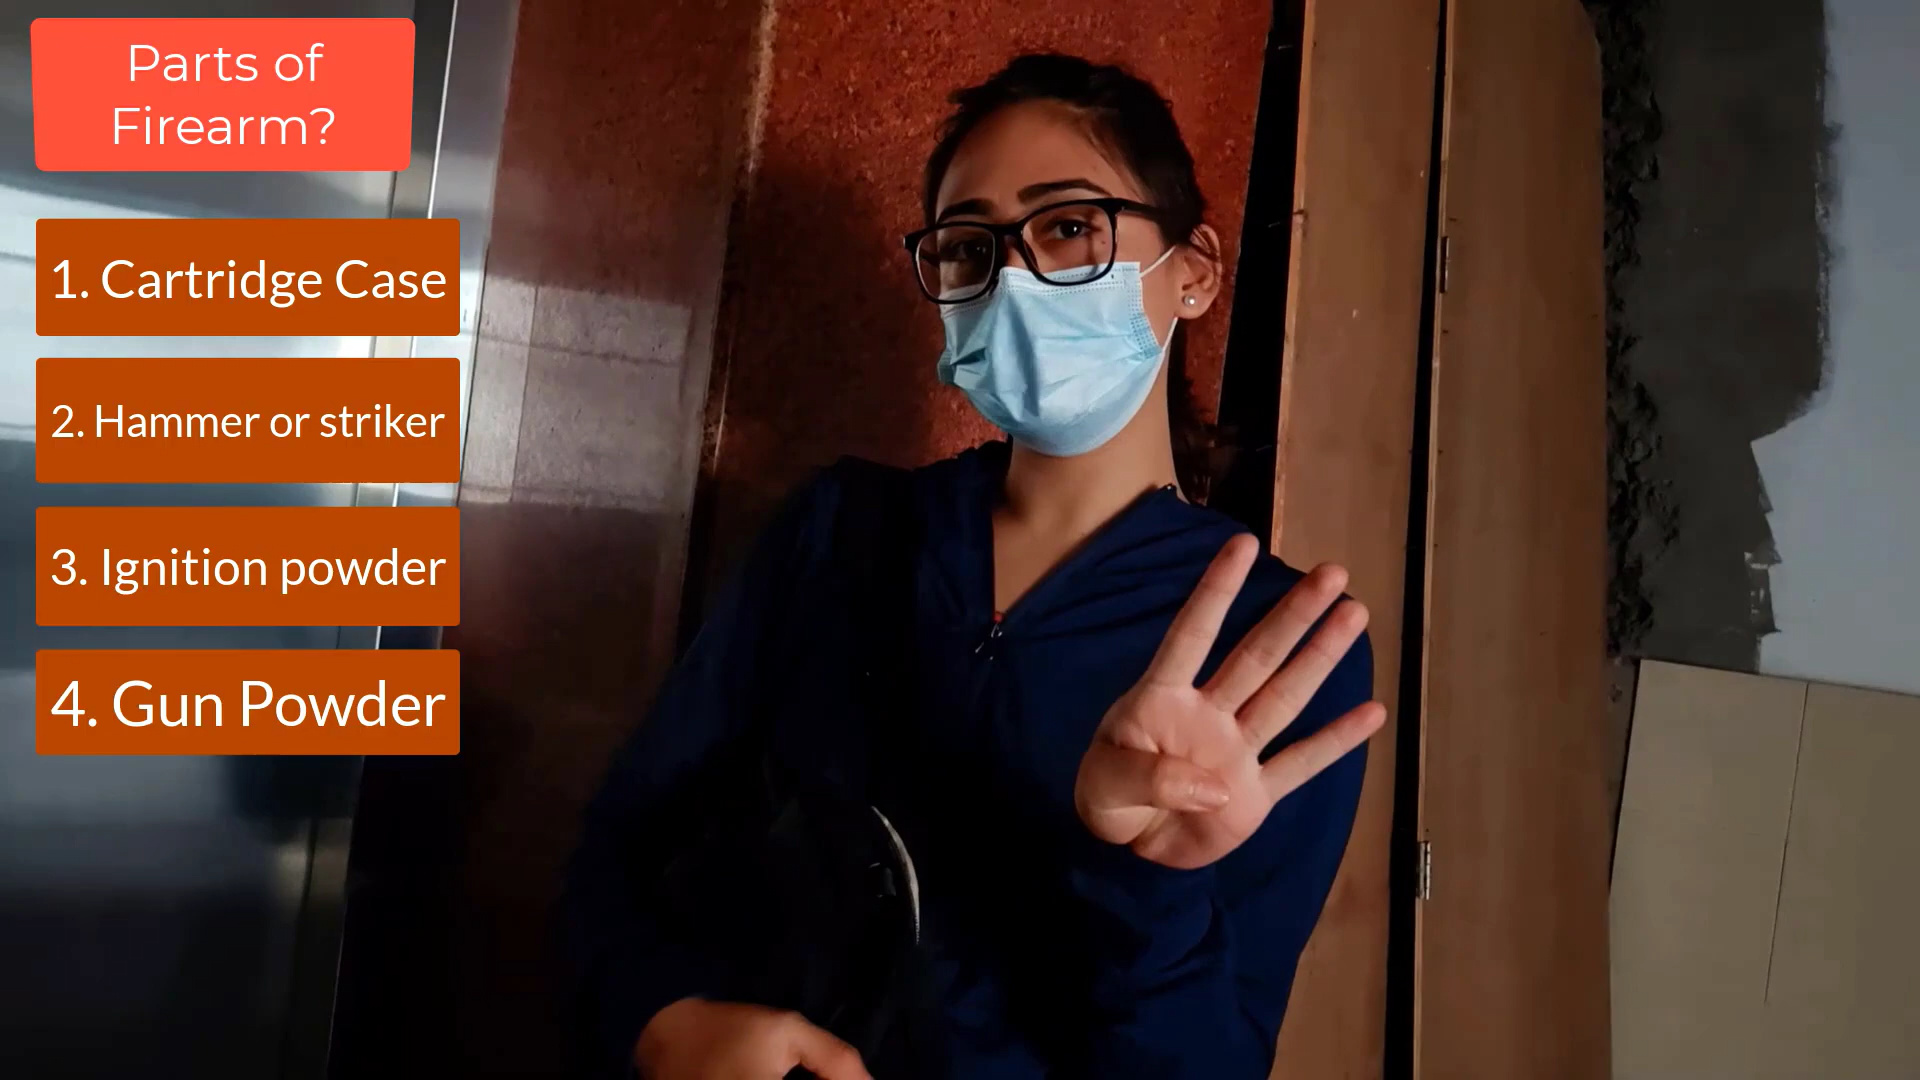 Parts of
Firearm?
1. Cartridge Case
2. Hammer or striker
3. Ignition powder
4. Gun Powder